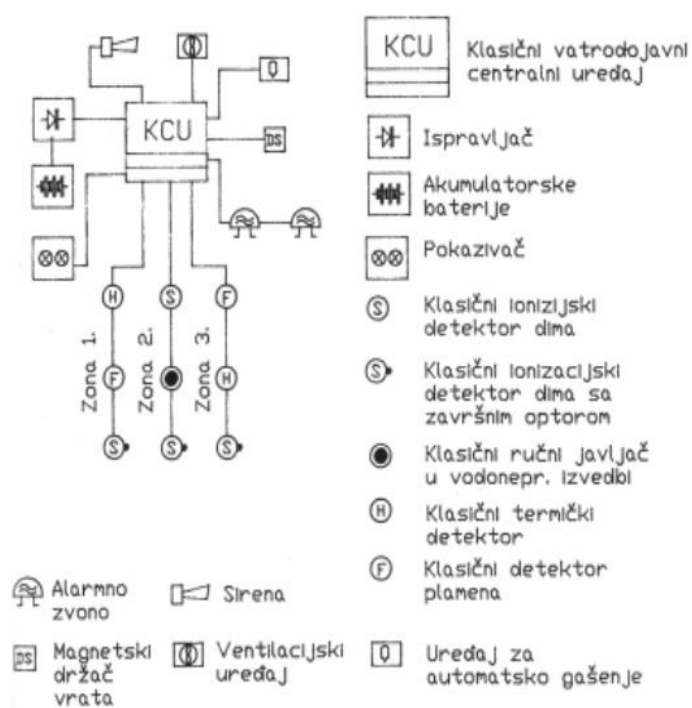 KCU
DS
Q
H
S
F
Zona 1.
Zona 2.
Zona 3.
F
H
S
S
S
KCU
Klasični vatrodojavni
centralni uređaj
Ispravljač
Akumulatorske
baterije
Pokazivač
S
Klasični ionizijski
detektor dima
S
Klasični ionizacijski
detektor dima sa
završnim optorom
Klasični ručni javljač
u vodonepr. izvedbi
H
Klasični termički
detektor
F
Klasični detektor
plamena
Alarmno
zvono
Sirena
DS
Magnetski
držač
vrata
Ventilacijski
uređaj
Q
Uređaj za
automatsko gašenje